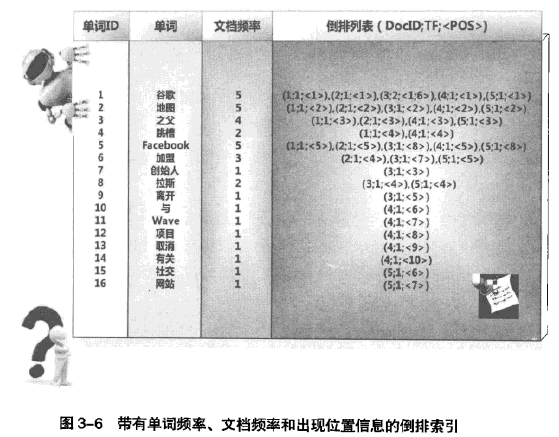 单词ID 单词 文档频率 倒排列表（DocID;TF;<POS>）
1 谷歌 5 (1;1;<1>),(2;1;<1>),(3;2;<1;6>),(4;1;<1>),(5;1;<1>)
2 地图 5 (1;1;<2>),(2;1;<2>),(3;1;<2>),(4;1;<2>),(5;1;<2>)
3 之父 4 (1;1;<3>),(2;1;<3>),(4;1;<3>),(5;1;<3>)
4 跳槽 2 (1;1;<4>),(4;1;<4>)
5 Facebook 5 (1;1;<5>),(2;1;<5>),(3;1;<8>),(4;1;<5>),(5;1;<8>)
6 加盟 3 (2;1;<4>),(3;1;<7>),(5;1;<5>)
7 创始人 1 (3;1;<3>)
8 拉斯 2 (3;1;<4>),(5;1;<4>)
9 离开 1 (3;1;<5>)
10 与 1 (4;1;<6>)
11 Wave 1 (4;1;<7>)
12 项目 1 (4;1;<8>)
13 取消 1 (4;1;<9>)
14 有关 1 (4;1;<10>)
15 社交 1 (5;1;<6>)
16 网站 1 (5;1;<7>)
图3-6 带有单词频率、文档频率和出现位置信息的倒排索引